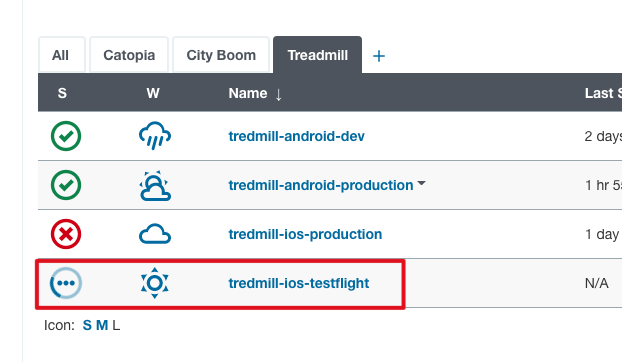 All Catopia City Boom Treadmill +
S W Name ↓ Last S
tredmill-android-dev 2 days
tredmill-android-production 1 hr 5
tredmill-ios-production 1 day
tredmill-ios-testflight N/A
Icon: S M L